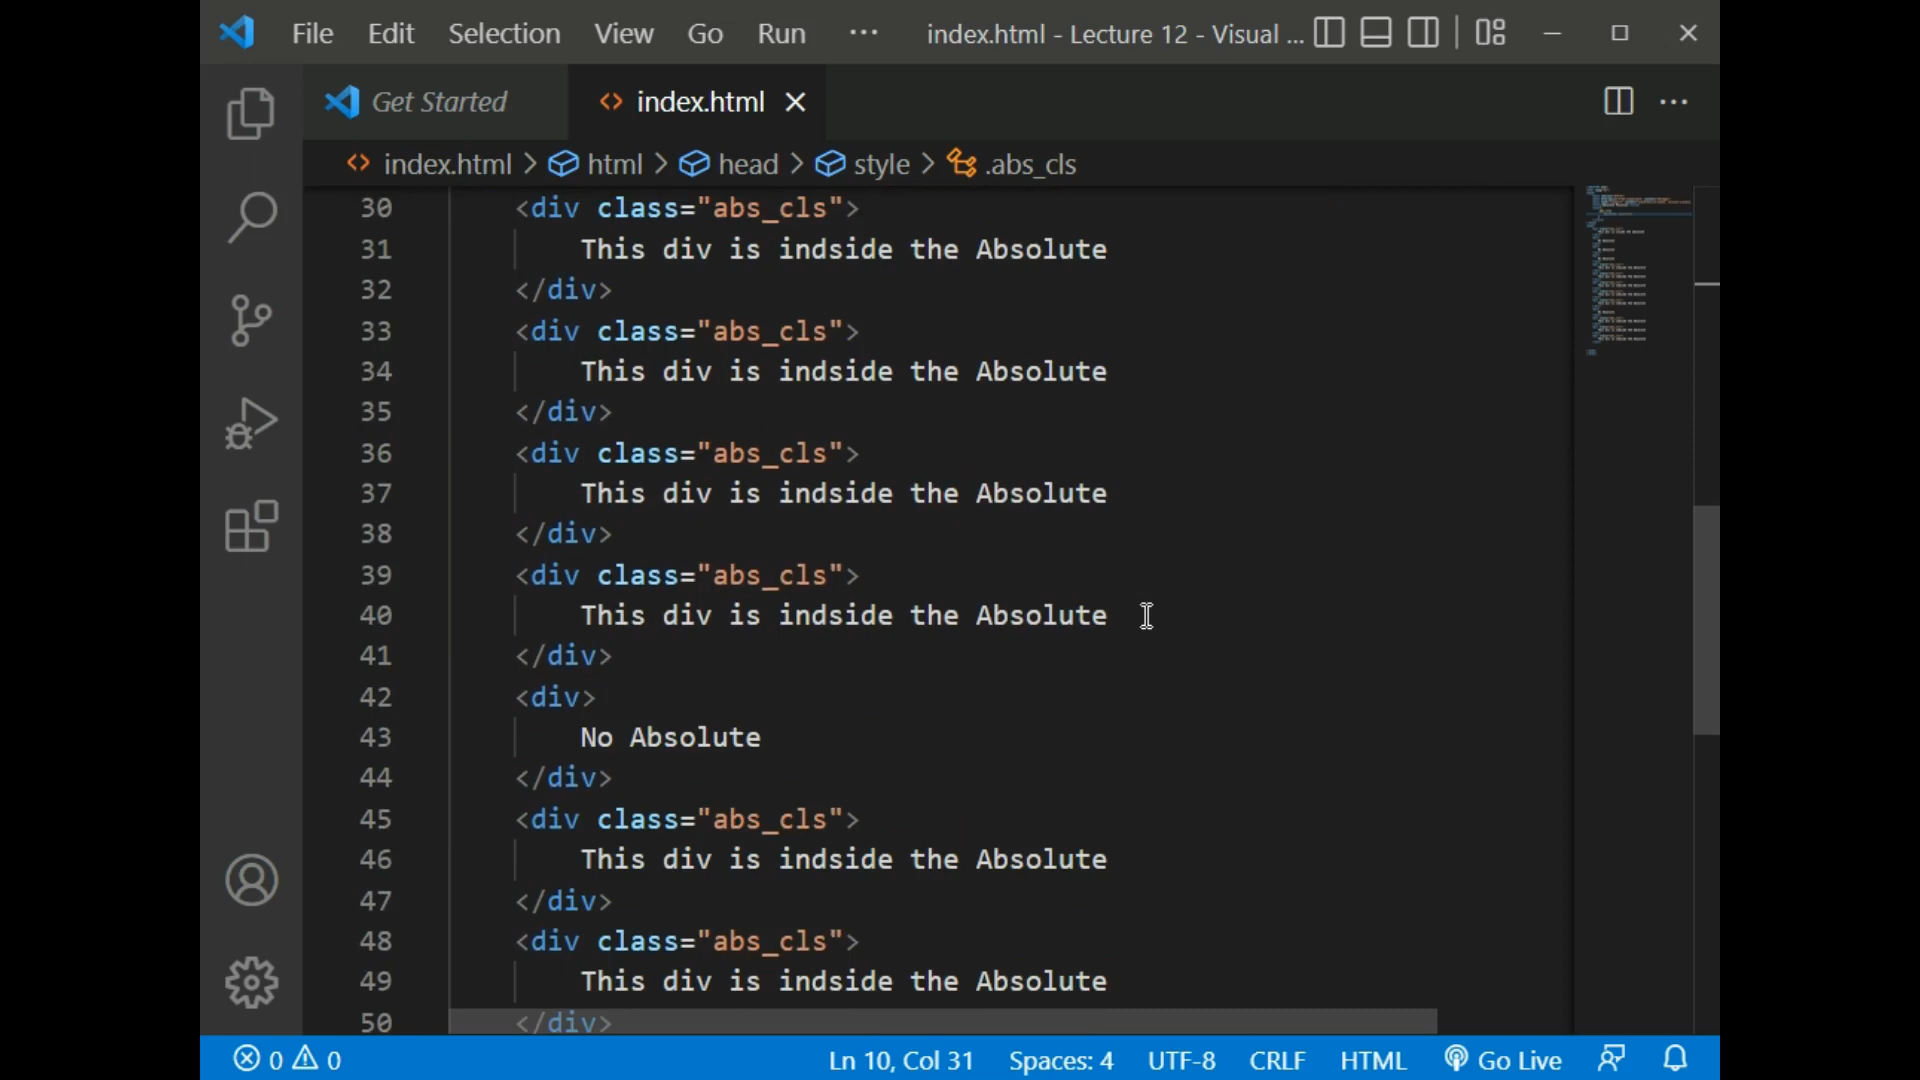 File Edit Selection View Go Run ··· index.html - Lecture 12 - Visual ...
Get Started index.html
index.html > html > head > style > .abs_cls
30 <div class="abs_cls">
31 This div is indside the Absolute
32 </div>
33 <div class="abs_cls">
34 This div is indside the Absolute
35 </div>
36 <div class="abs_cls">
37 This div is indside the Absolute
38 </div>
39 <div class="abs_cls">
40 This div is indside the Absolute
41 </div>
42 <div>
43 No Absolute
44 </div>
45 <div class="abs_cls">
46 This div is indside the Absolute
47 </div>
48 <div class="abs_cls">
49 This div is indside the Absolute
50 </div>
0 0 Ln 10, Col 31 Spaces: 4 UTF-8 CRLF HTML Go Live